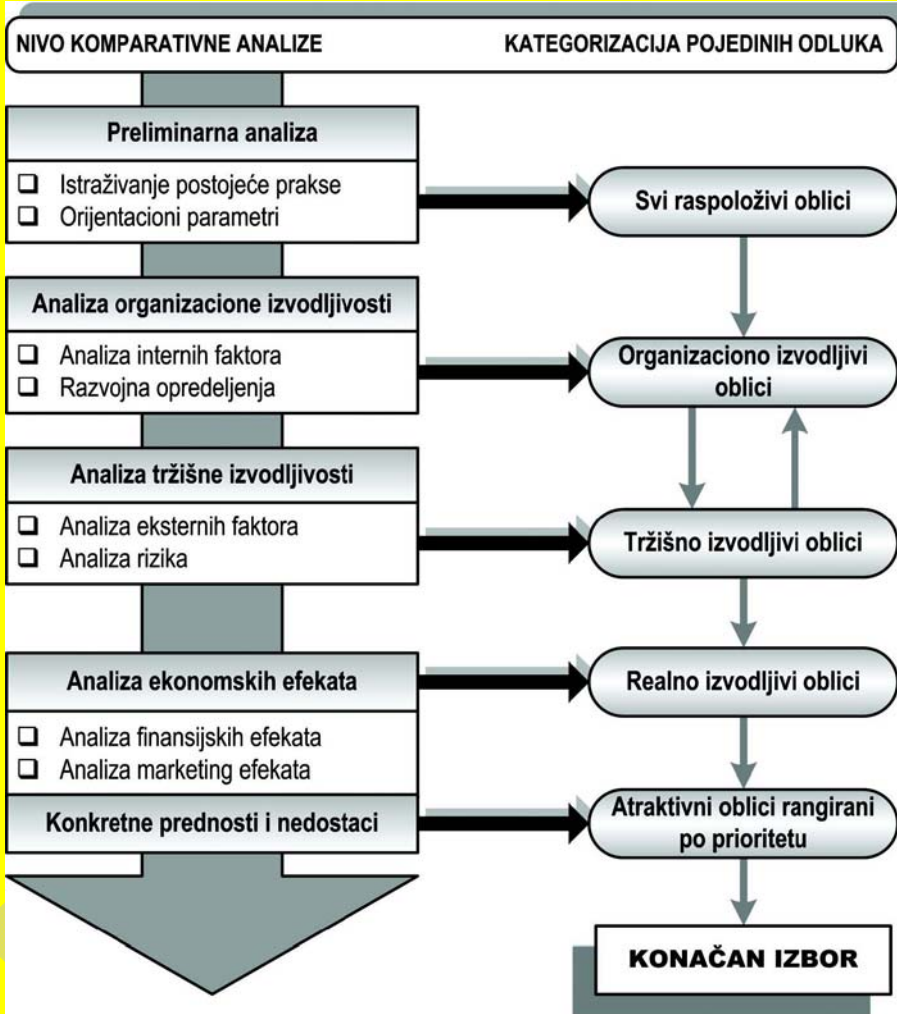 NIVO KOMPARATIVNE ANALIZE
KATEGORIZACIJA POJEDINIH ODLUKA
Preliminarna analiza
Istraživanje postojeće prakse
Orijentacioni parametri
Svi raspoloživi oblici
Analiza organizacione izvodljivosti
Analiza internih faktora
Razvojna opredeljenja
Organizaciono izvodljivi
oblici
Analiza tržišne izvodljivosti
Analiza eksternih faktora
Analiza rizika
Tržišno izvodljivi oblici
Analiza ekonomskih efekata
Analiza finansijskih efekata
Analiza marketing efekata
Realno izvodljivi oblici
Konkretne prednosti i nedostaci
Atraktivni oblici rangirani
po prioritetu
KONAČAN IZBOR